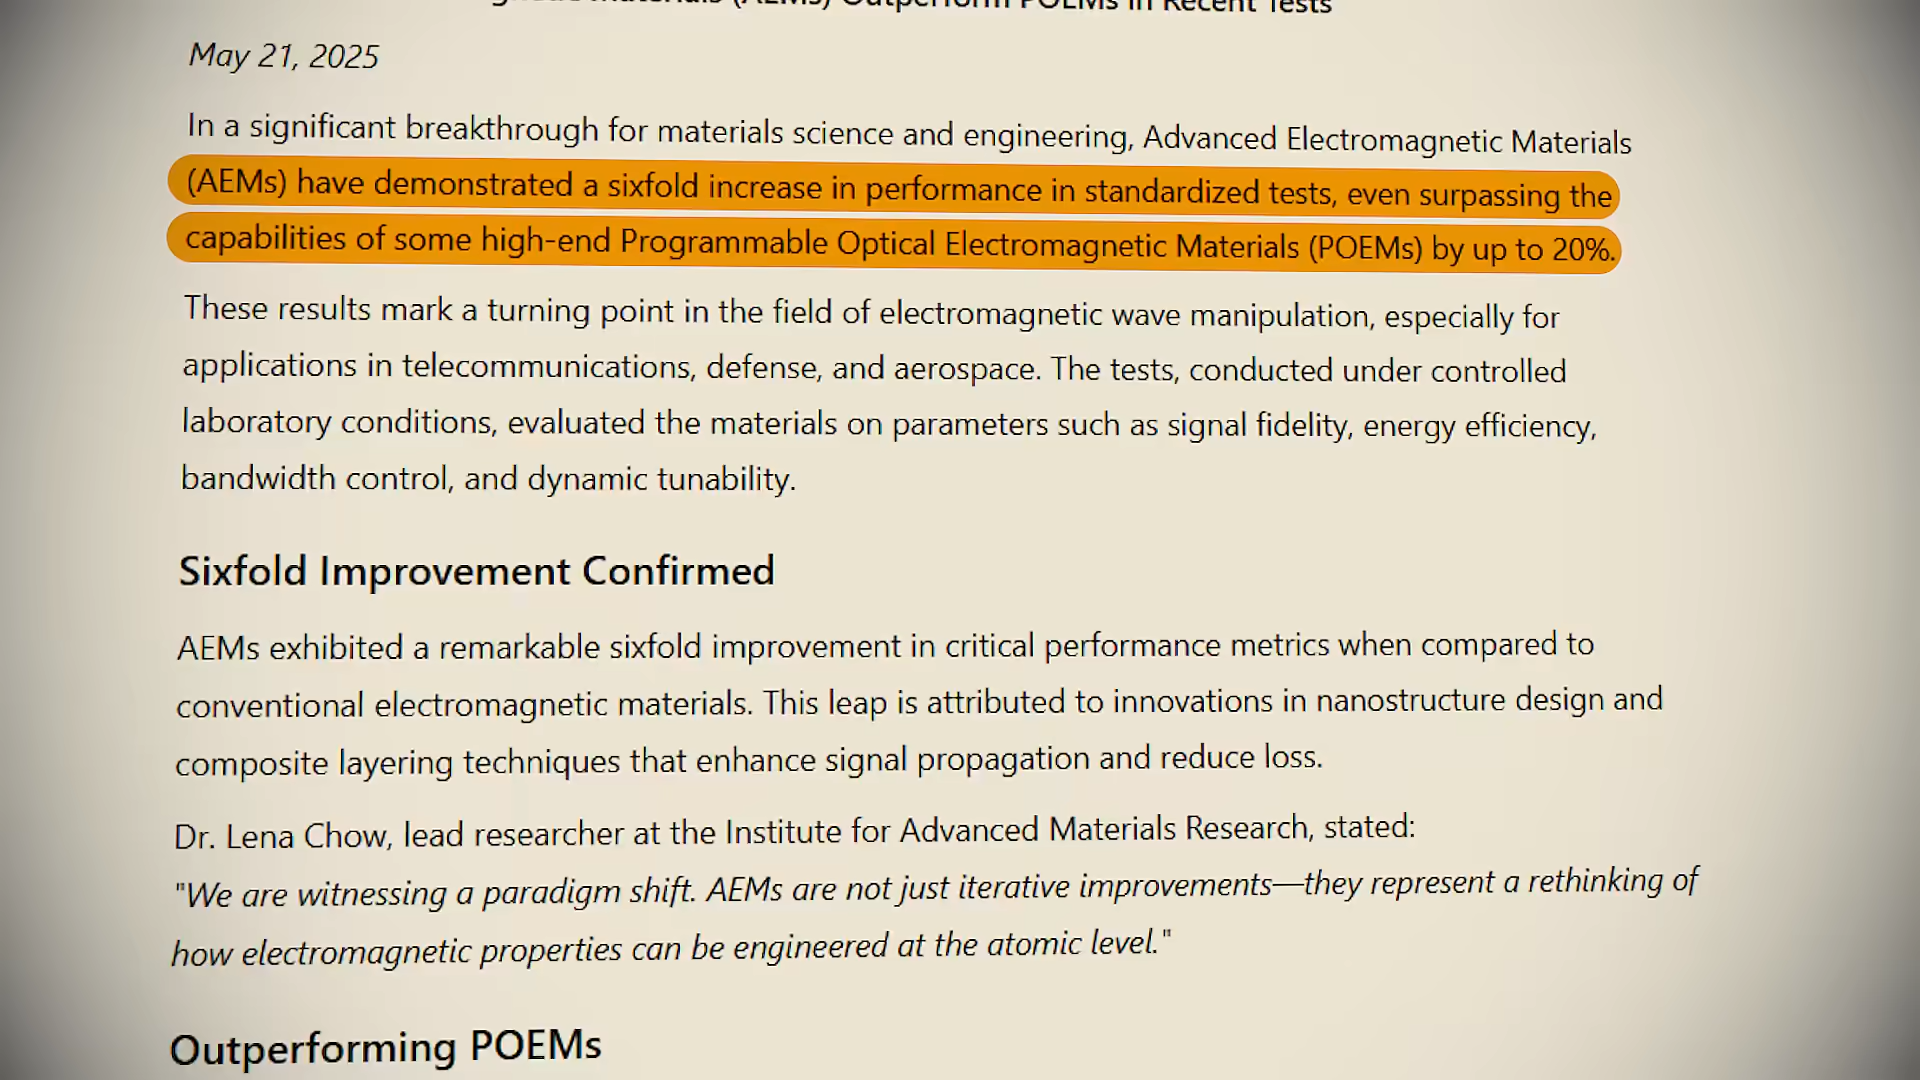 Materials (AEMs) Outperform POEMs in Recent Tests
May 21, 2025
In a significant breakthrough for materials science and engineering, Advanced Electromagnetic Materials
(AEMs) have demonstrated a sixfold increase in performance in standardized tests, even surpassing the
capabilities of some high-end Programmable Optical Electromagnetic Materials (POEMs) by up to 20%.
These results mark a turning point in the field of electromagnetic wave manipulation, especially for
applications in telecommunications, defense, and aerospace. The tests, conducted under controlled
laboratory conditions, evaluated the materials on parameters such as signal fidelity, energy efficiency,
bandwidth control, and dynamic tunability.
Sixfold Improvement Confirmed
AEMs exhibited a remarkable sixfold improvement in critical performance metrics when compared to
conventional electromagnetic materials. This leap is attributed to innovations in nanostructure design and
composite layering techniques that enhance signal propagation and reduce loss.
Dr. Lena Chow, lead researcher at the Institute for Advanced Materials Research, stated:
"We are witnessing a paradigm shift. AEMs are not just iterative improvements—they represent a rethinking of
how electromagnetic properties can be engineered at the atomic level."
Outperforming POEMs